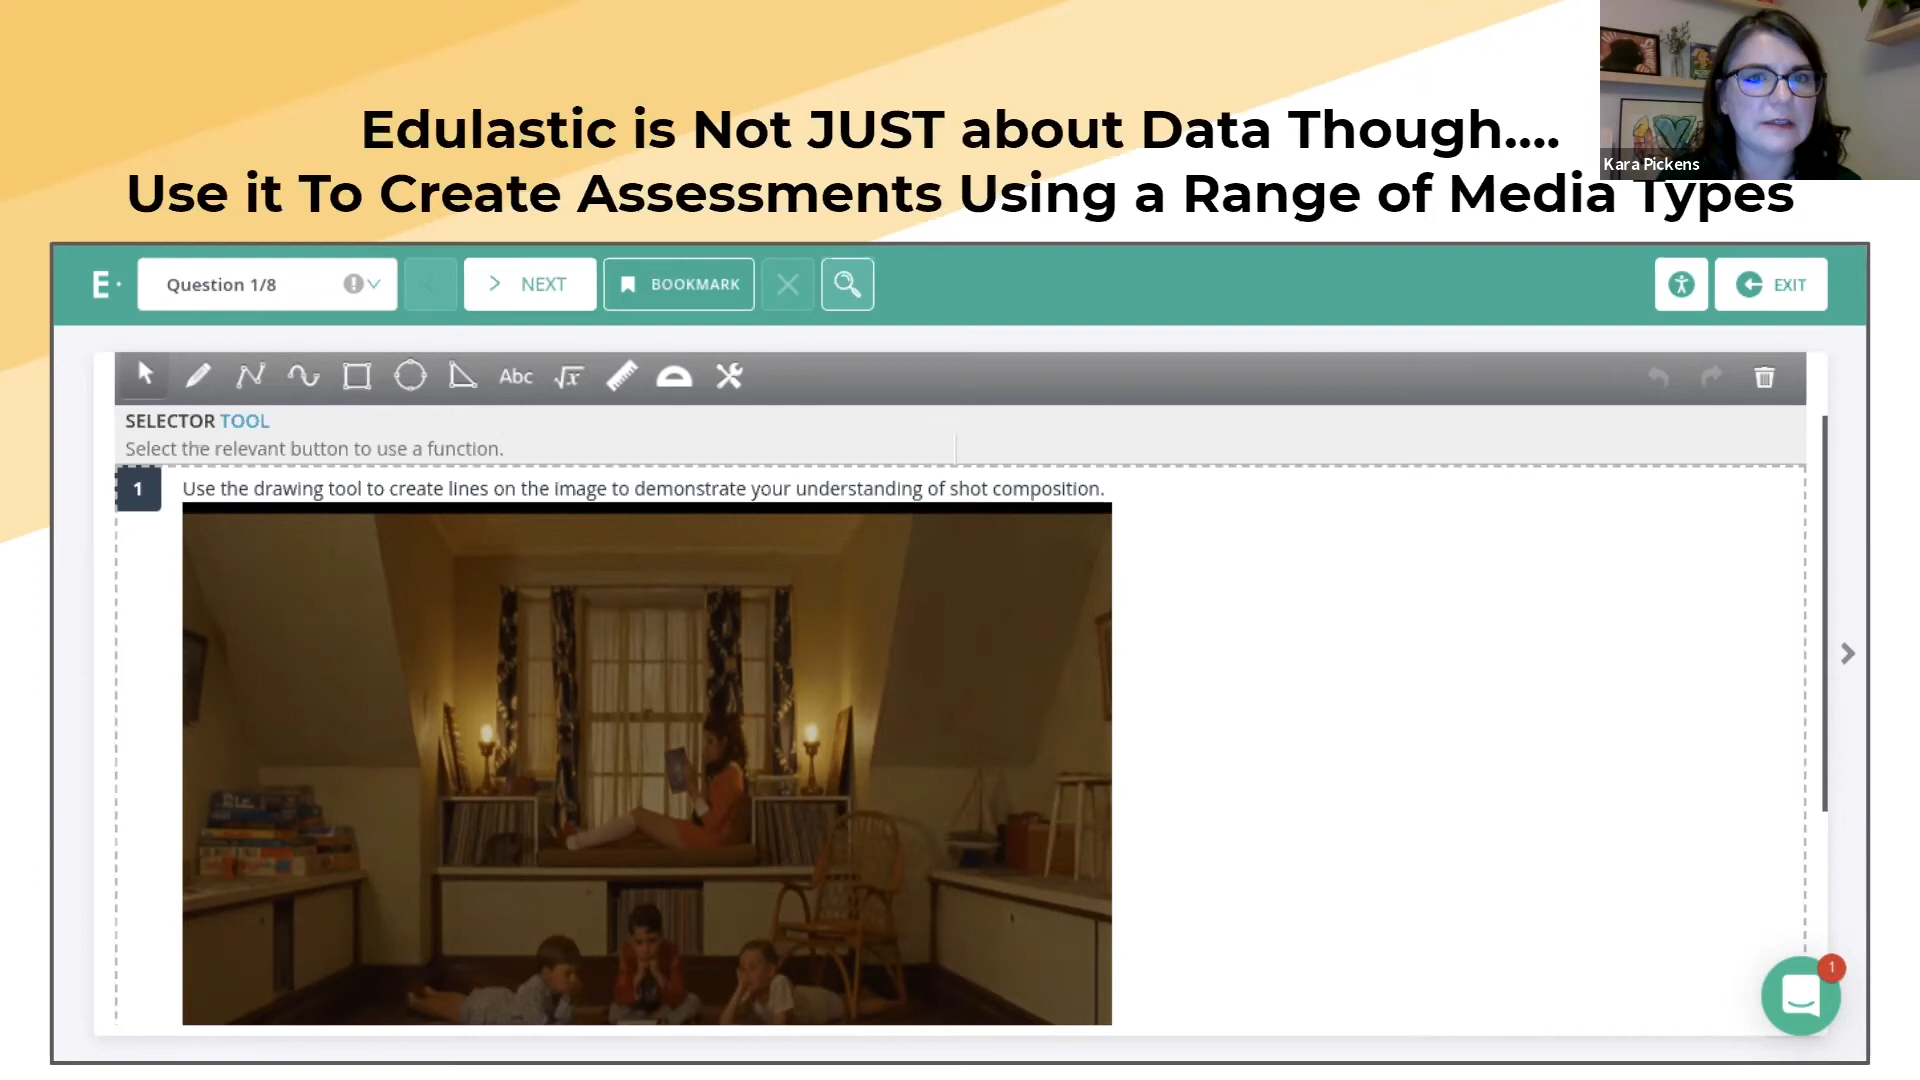 Edulastic is Not JUST about Data Though....
Use it To Create Assessments Using a Range of Media Types
Kara Pickens
E
Question 1/8
NEXT
BOOKMARK
EXIT
Abc
√x
SELECTOR TOOL
Select the relevant button to use a function.
1
Use the drawing tool to create lines on the image to demonstrate your understanding of shot composition.
1